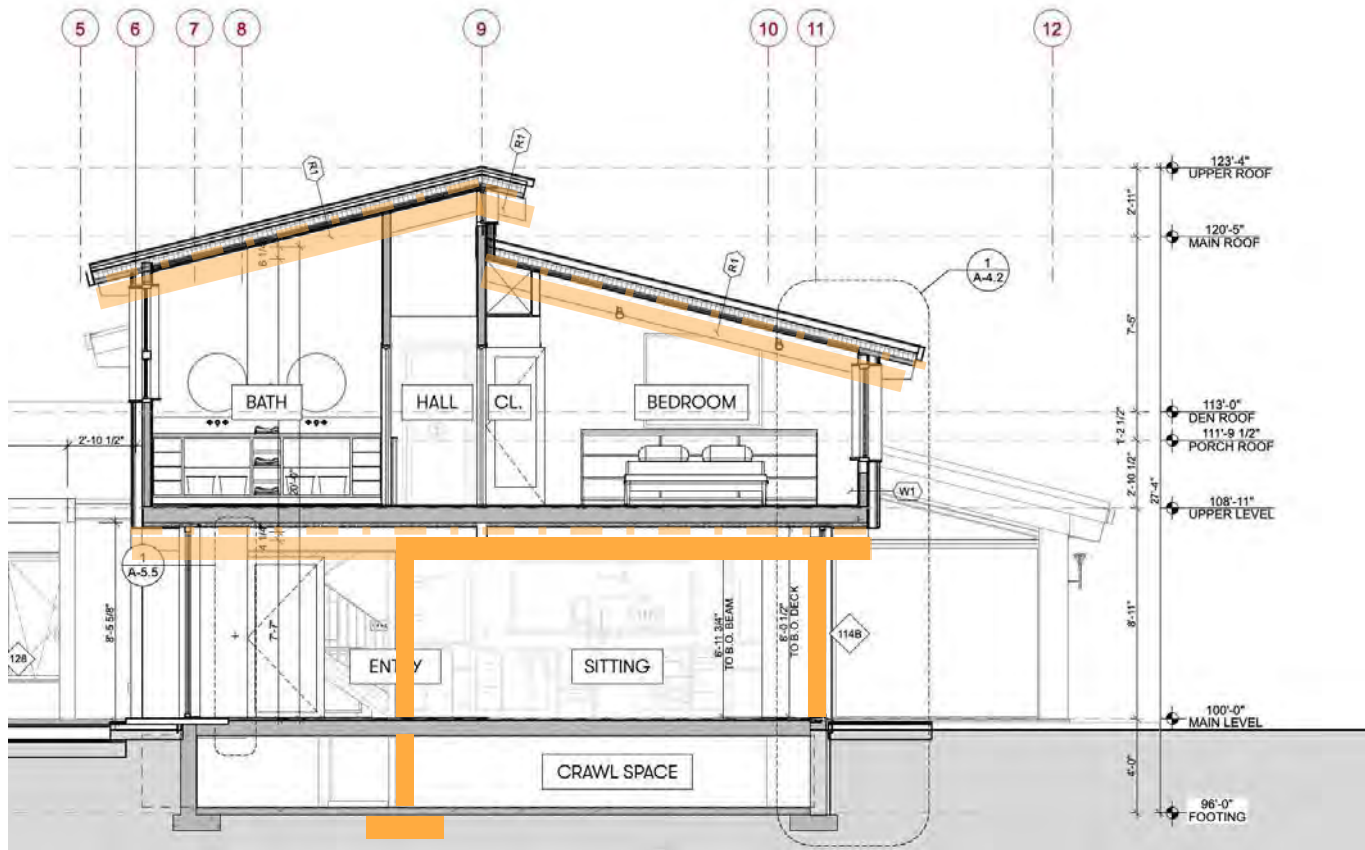 5
6
7
8
9
10
11
12
R1
R1
R1
1
A-4.2
123'-4"
UPPER ROOF
2'-11"
120'-5"
MAIN ROOF
7'-5"
113'-0"
DEN ROOF
1'-2 1/2"
111'-9 1/2"
PORCH ROOF
2'-10 1/2"
27'-4"
108'-11"
UPPER LEVEL
8'-11"
100'-0"
MAIN LEVEL
4'-0"
96'-0"
FOOTING
BATH
HALL
CL.
BEDROOM
2'-10 1/2"
20'-0"
W1
1
A-5.5
8'-5 5/8"
7'-7"
128
6'-11 3/4"
TO B.O. BEAM
8'-0 1/2"
TO B.O. DECK
114B
SITTING
CRAWL SPACE